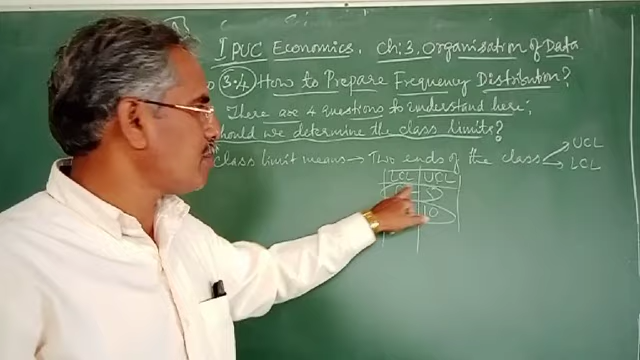 I PUC Economics. Ch:3. Organisation of Data
3.4 How to Prepare Frequency Distribution?
There are 4 questions to understand here:
should we determine the class limits?
class limit means → Two ends of the class
UCL
LCL
LCL UCL
10